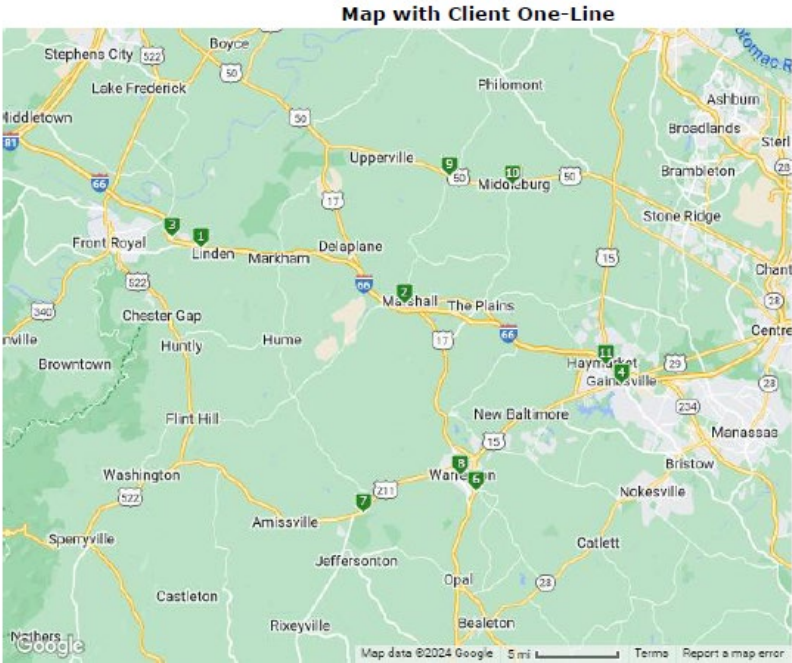 Map with Client One-Line
Boyce
Stephens City
522
50
Lake Frederick
Philomont
Ashburn
50
Middletown
Broadlands
81
Upperville
9
10
Brambleton
28
66
50
Middleburg
50
17
Stone Ridge
3
1
Front Royal
Linden
Markham
Delaplane
15
522
66
2
Marshall
The Plains
28
340
Chester Gap
66
Huntly
Hume
17
11
Haymarket
29
Browntown
4
Gainesville
28
Flint Hill
New Baltimore
234
15
Manassas
Washington
8
Warrenton
6
Bristow
522
211
7
Nokesville
Amissville
Sperryville
Catlett
Jeffersonton
Opal
28
Castleton
Rixeyville
Bealeton
Google
Map data ©2024 Google
5 mi
Terms
Report a map error